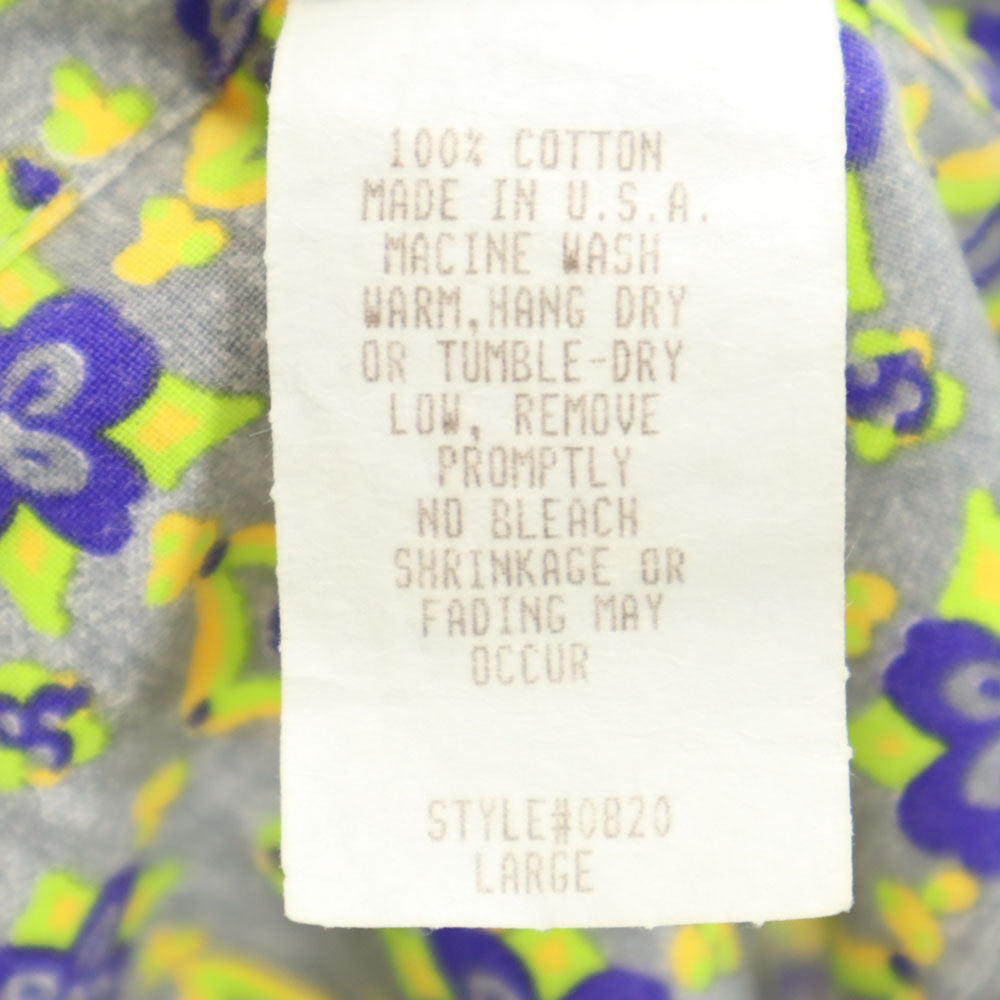 100% COTTON
MADE IN U.S.A.
MACINE WASH
WARM,HANG DRY
OR TUMBLE-DRY
LOW, REMOVE
PROMPTLY
NO BLEACH
SHRINKAGE OR
FADING MAY
OCCUR
STYLE#0820
LARGE